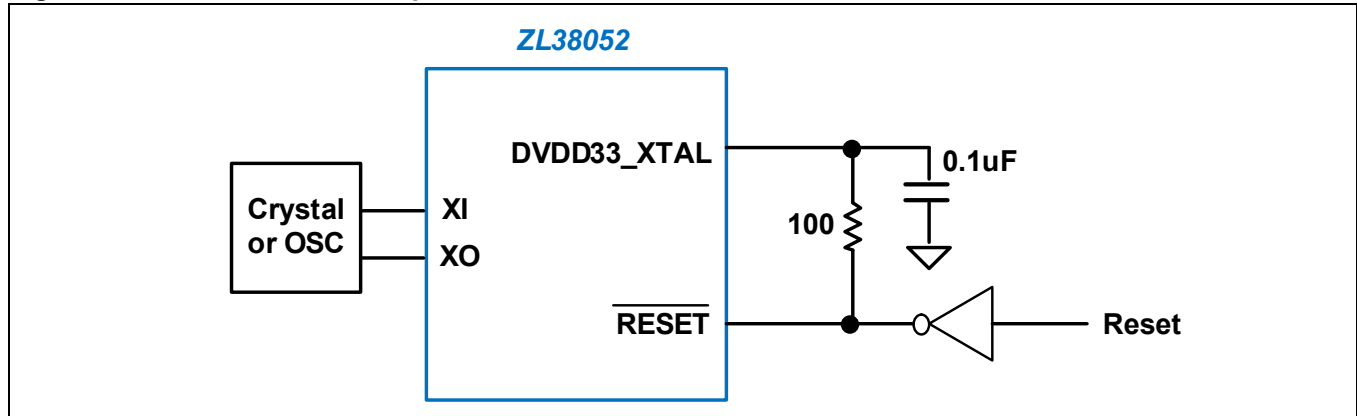 ZL38052
DVDD33_XTAL
0.1uF
Crystal
or OSC
XI
XO
100
RESET
Reset